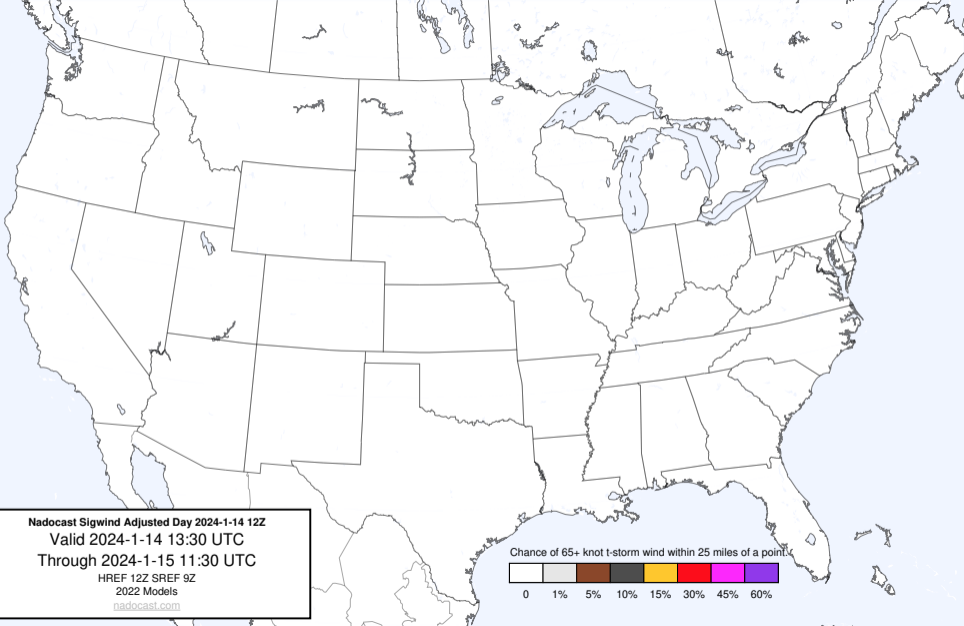 Nadocast Sigwind Adjusted Day 2024-1-14 12Z
Valid 2024-1-14 13:30 UTC
Through 2024-1-15 11:30 UTC
HREF 12Z SREF 9Z
2022 Models
nadocast.com
Chance of 65+ knot t-storm wind within 25 miles of a point.
0 1% 5% 10% 15% 30% 45% 60%